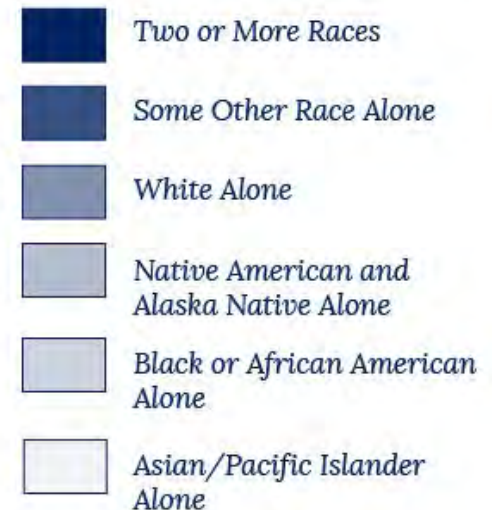 Two or More Races
Some Other Race Alone
White Alone
Native American and
Alaska Native Alone
Black or African American
Alone
Asian/Pacific Islander
Alone